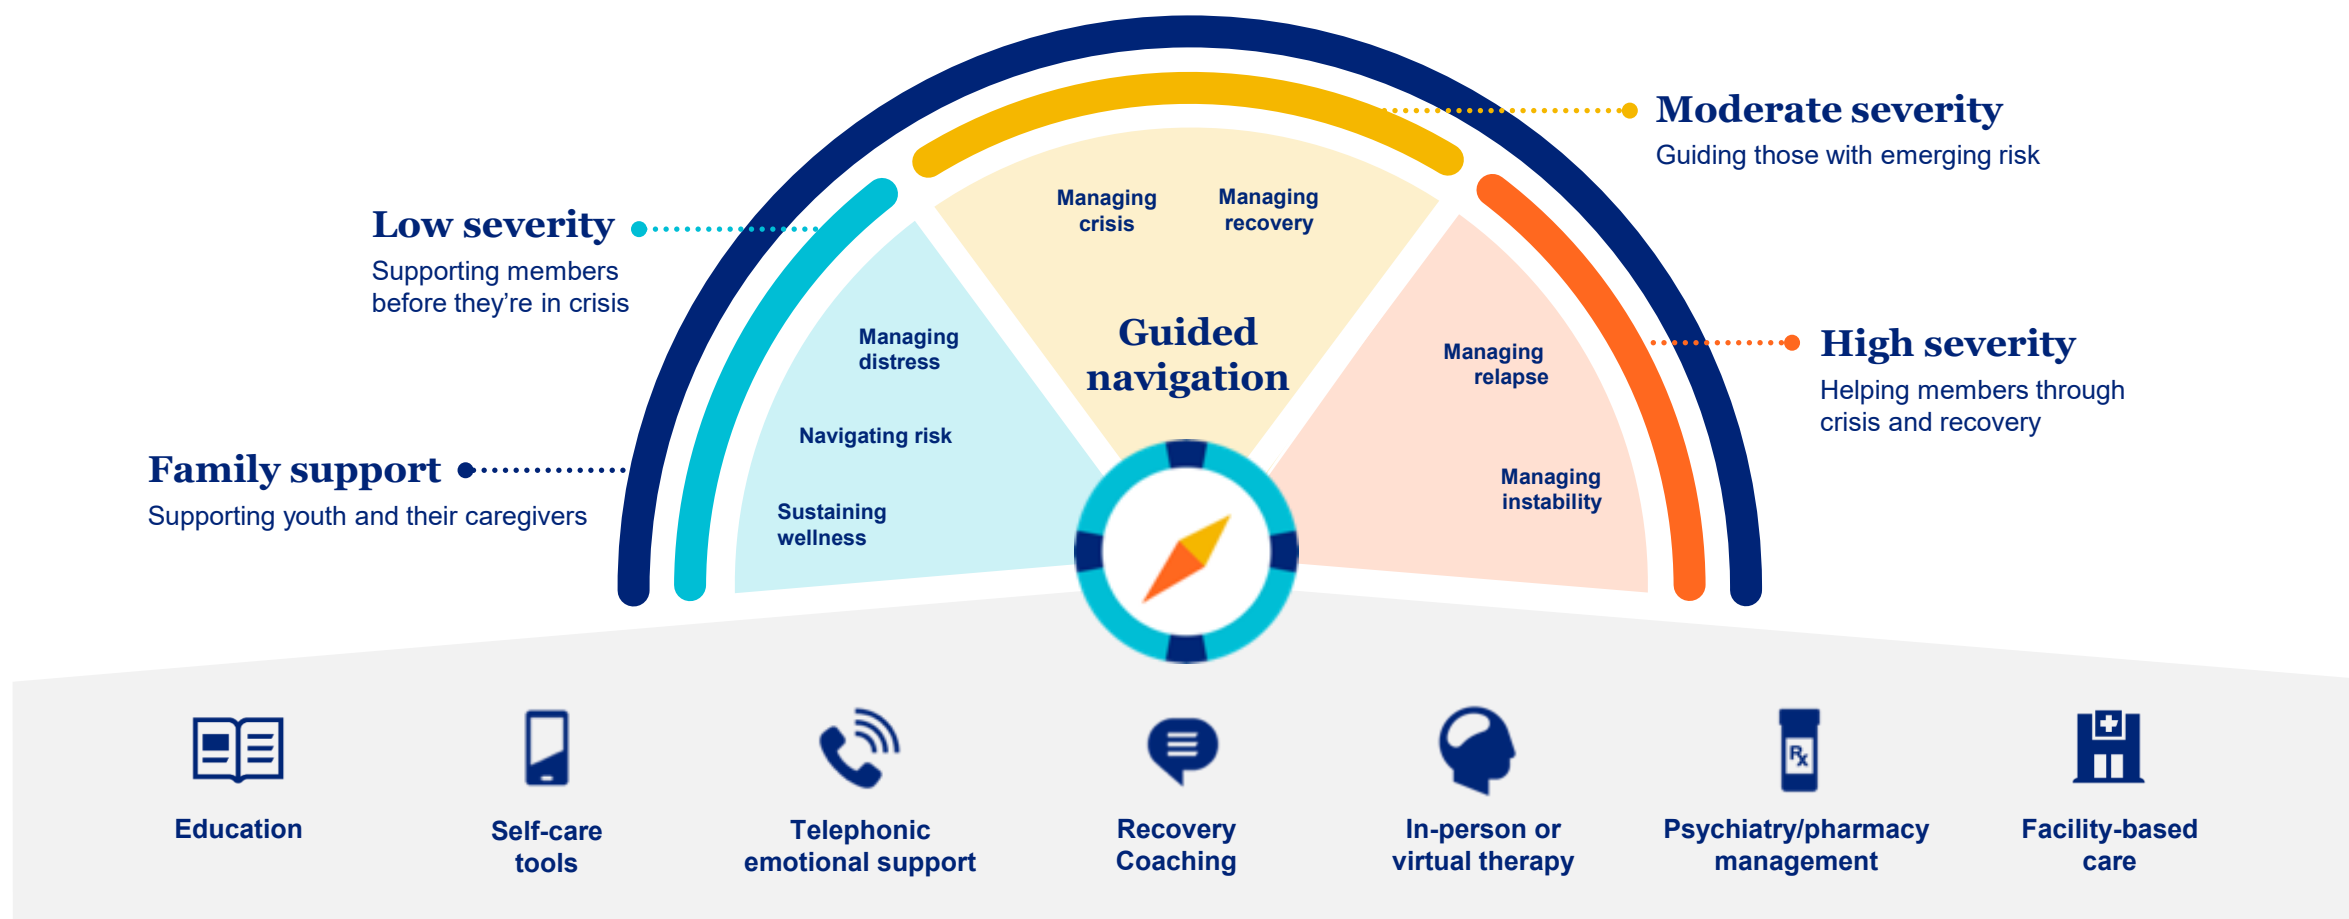 Moderate severity
Guiding those with emerging risk
Low severity
Supporting members
before they’re in crisis
Family support
Supporting youth and their caregivers
High severity
Helping members through
crisis and recovery
Managing
crisis
Managing
recovery
Managing
distress
Navigating risk
Sustaining
wellness
Guided
navigation
Managing
relapse
Managing
instability
Rx
Education
Self-care
tools
Telephonic
emotional support
Recovery
Coaching
In-person or
virtual therapy
Psychiatry/pharmacy
management
Facility-based
care